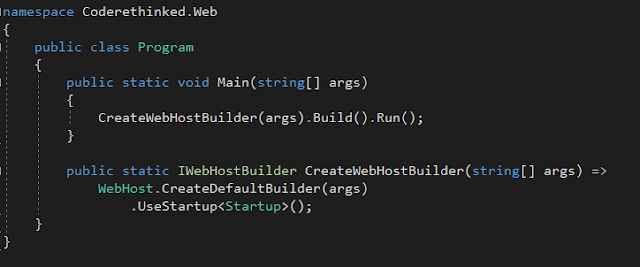 namespace Coderethinked.Web
{
    public class Program
    {
        public static void Main(string[] args)
        {
            CreateWebHostBuilder(args).Build().Run();
        }

        public static IWebHostBuilder CreateWebHostBuilder(string[] args) =>
            WebHost.CreateDefaultBuilder(args)
                .UseStartup<Startup>();
    }
}